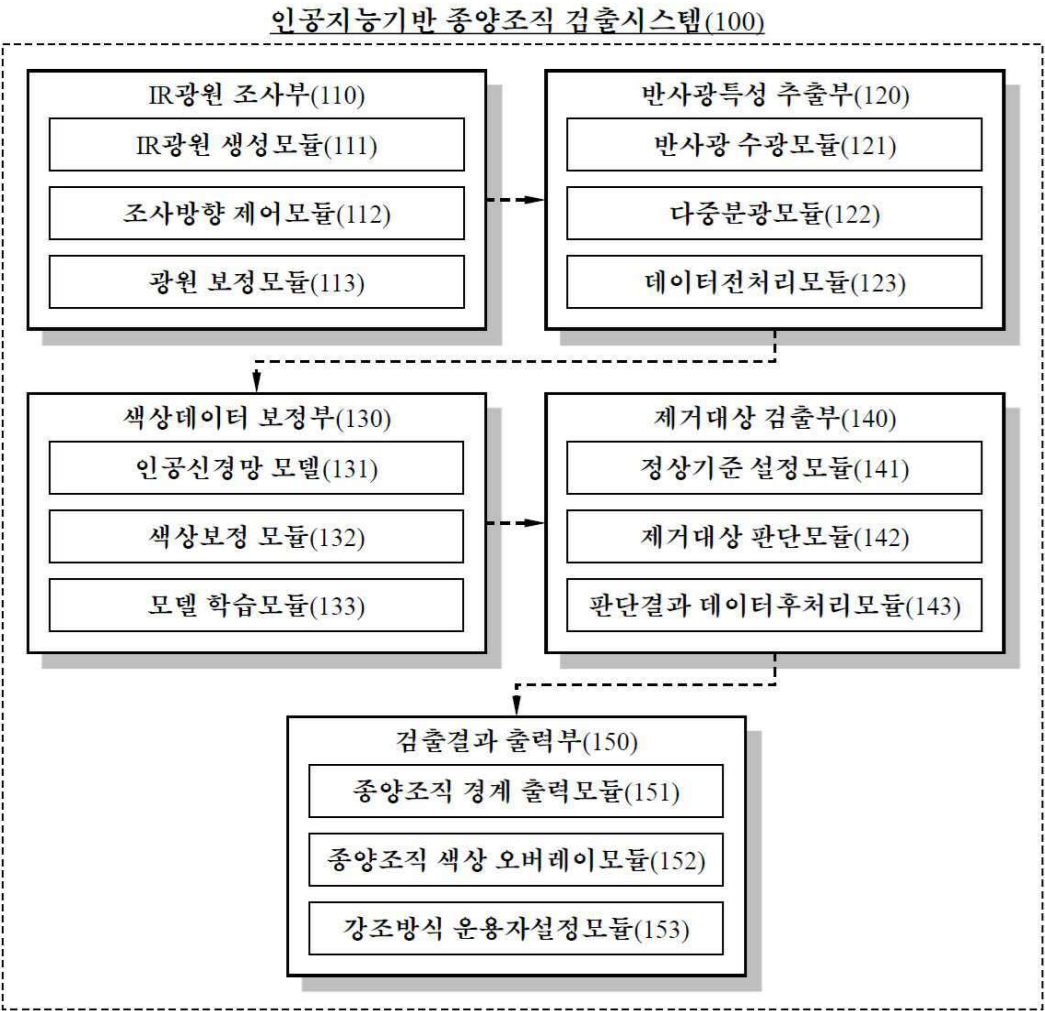 인공지능기반 종양조직 검출시스템(100)
IR광원 조사부(110)
IR광원 생성모듈(111)
조사방향 제어모듈(112)
광원 보정모듈(113)
반사광특성 추출부(120)
반사광 수광모듈(121)
다중분광모듈(122)
데이터전처리모듈(123)
색상데이터 보정부(130)
인공신경망 모델(131)
색상보정 모듈(132)
모델 학습모듈(133)
제거대상 검출부(140)
정상기준 설정모듈(141)
제거대상 판단모듈(142)
판단결과 데이터후처리모듈(143)
검출결과 출력부(150)
종양조직 경계 출력모듈(151)
종양조직 색상 오버레이모듈(152)
강조방식 운용자설정모듈(153)